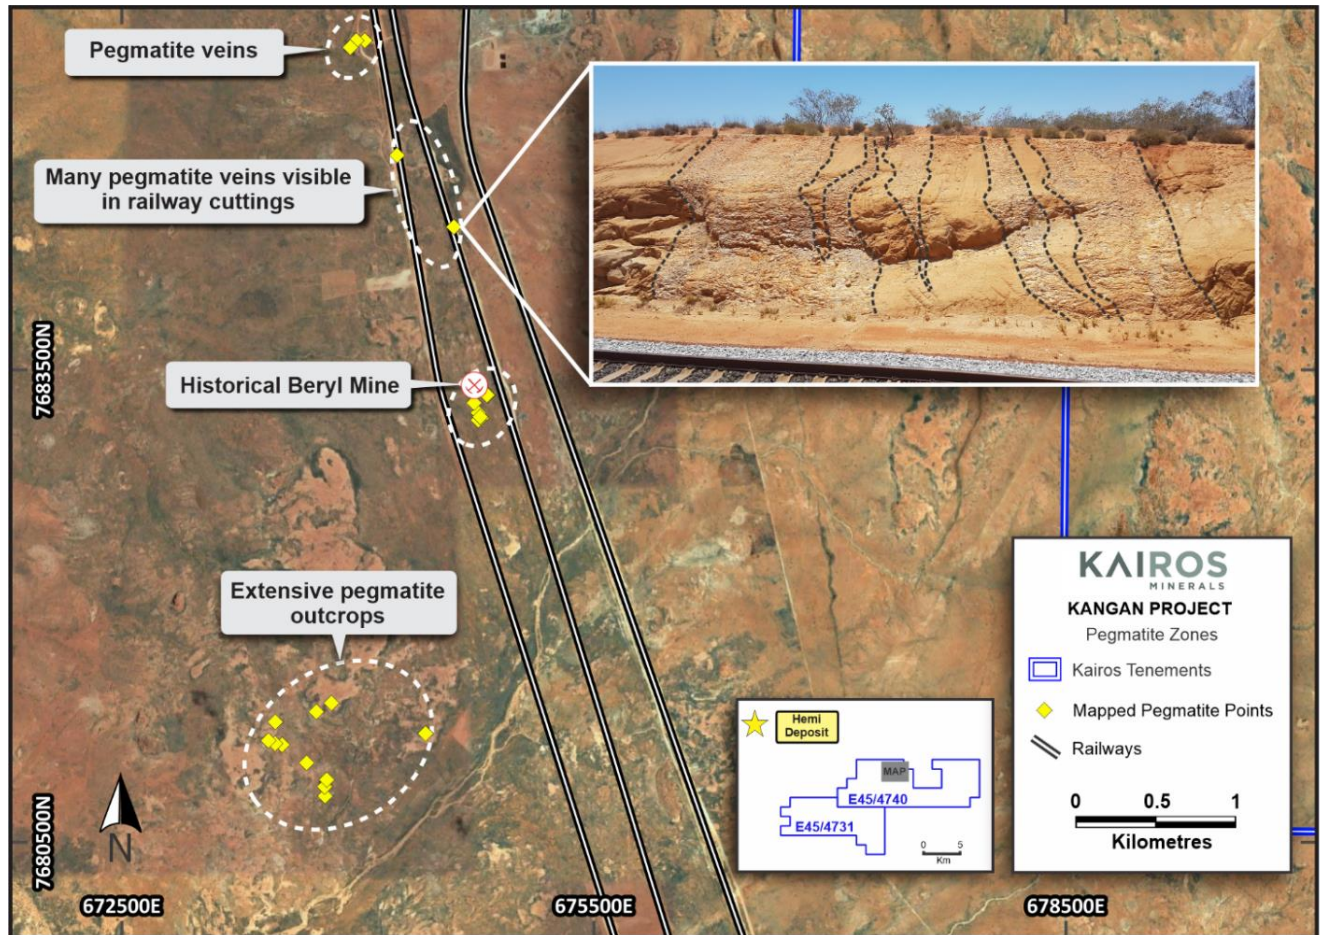 Pegmatite veins
Many pegmatite veins visible
in railway cuttings
Historical Beryl Mine
Extensive pegmatite
outcrops
7683500N
7680500N
N
672500E
675500E
678500E
Hemi
Deposit
MAP
E45/4740
E45/4731
0 5
Km
KAIROS
MINERALS
KANGAN PROJECT
Pegmatite Zones
Kairos Tenements
Mapped Pegmatite Points
Railways
0 0.5 1
Kilometres